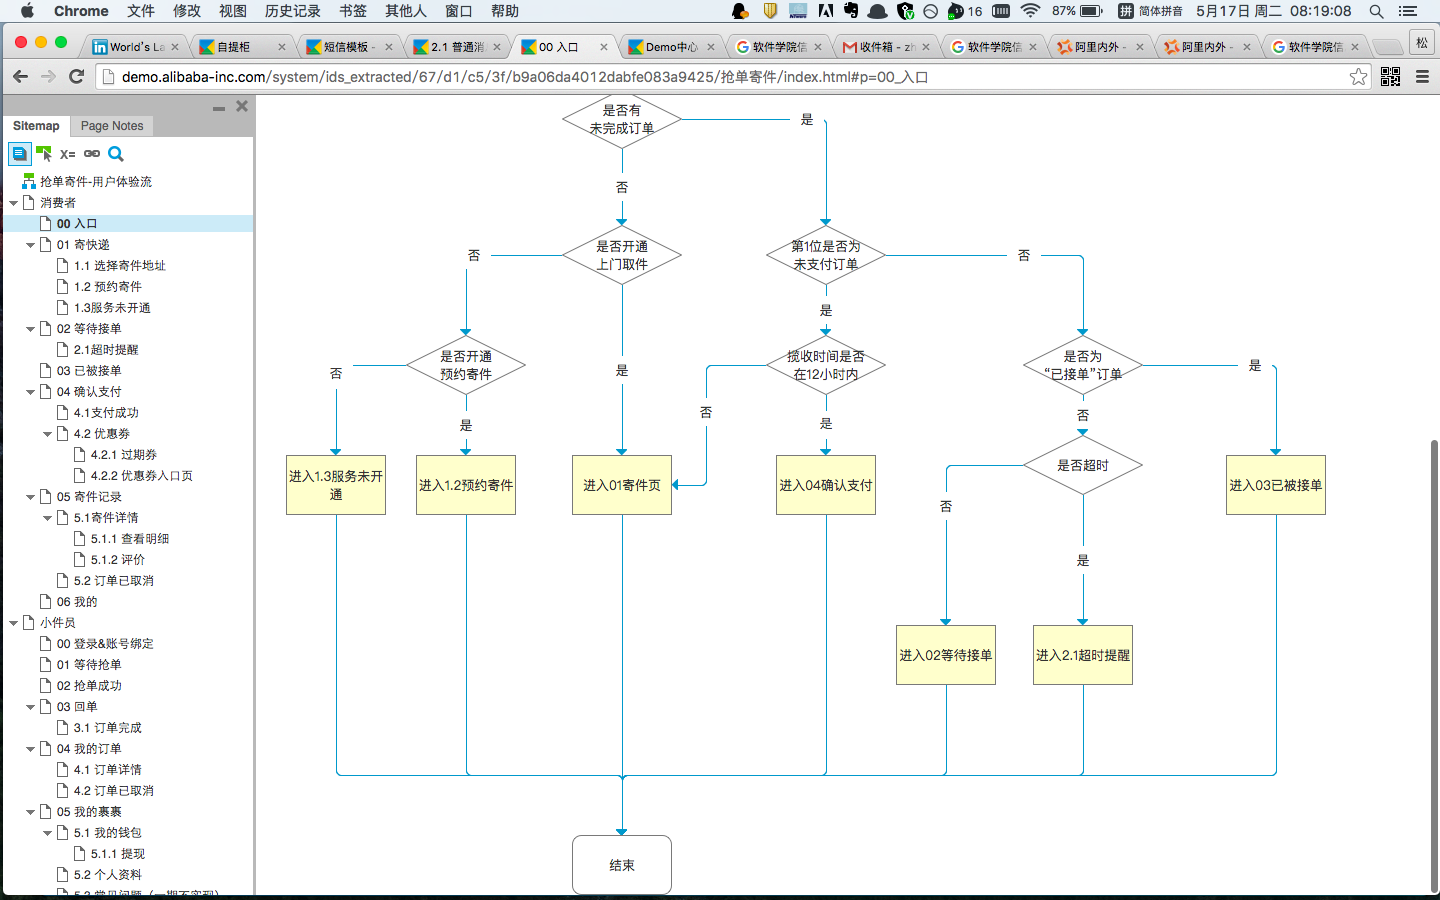 Chrome 文件 修改 视图 历史记录 书签 其他人 窗口 帮助
16 87% 拼 简体拼音 5月17日 周二 08:19:08
World's La
自提柜
短信模板 -
2.1 普通消
00 入口
Demo中心
软件学院信
收件箱 - zh
软件学院信
阿里内外 -
阿里内外 -
软件学院信
松
demo.alibaba-inc.com/system/ids_extracted/67/d1/c5/3f/b9a06da4012dabfe083a9425/抢单寄件/index.html#p=00_入口
Sitemap Page Notes
X=
抢单寄件-用户体验流
消费者
00 入口
01 寄快递
1.1 选择寄件地址
1.2 预约寄件
1.3服务未开通
02 等待接单
2.1超时提醒
03 已被接单
04 确认支付
4.1支付成功
4.2 优惠券
4.2.1 过期券
4.2.2 优惠券入口页
05 寄件记录
5.1寄件详情
5.1.1 查看明细
5.1.2 评价
5.2 订单已取消
06 我的
小件员
00 登录&账号绑定
01 等待抢单
02 抢单成功
03 回单
3.1 订单完成
04 我的订单
4.1 订单详情
4.2 订单已取消
05 我的裹裹
5.1 我的钱包
5.1.1 提现
5.2 个人资料
5.3 常见问题（一期不实现）
是否有
未完成订单
是
否
是否开通
上门取件
否
第1位是否为
未支付订单
否
是
是否开通
预约寄件
否
揽收时间是否
在12小时内
是否为
“已接单”订单
是
是
否
否
是
是
是否超时
进入1.3服务未开
通
进入1.2预约寄件
进入01寄件页
进入04确认支付
进入03已被接单
否
是
进入02等待接单
进入2.1超时提醒
结束